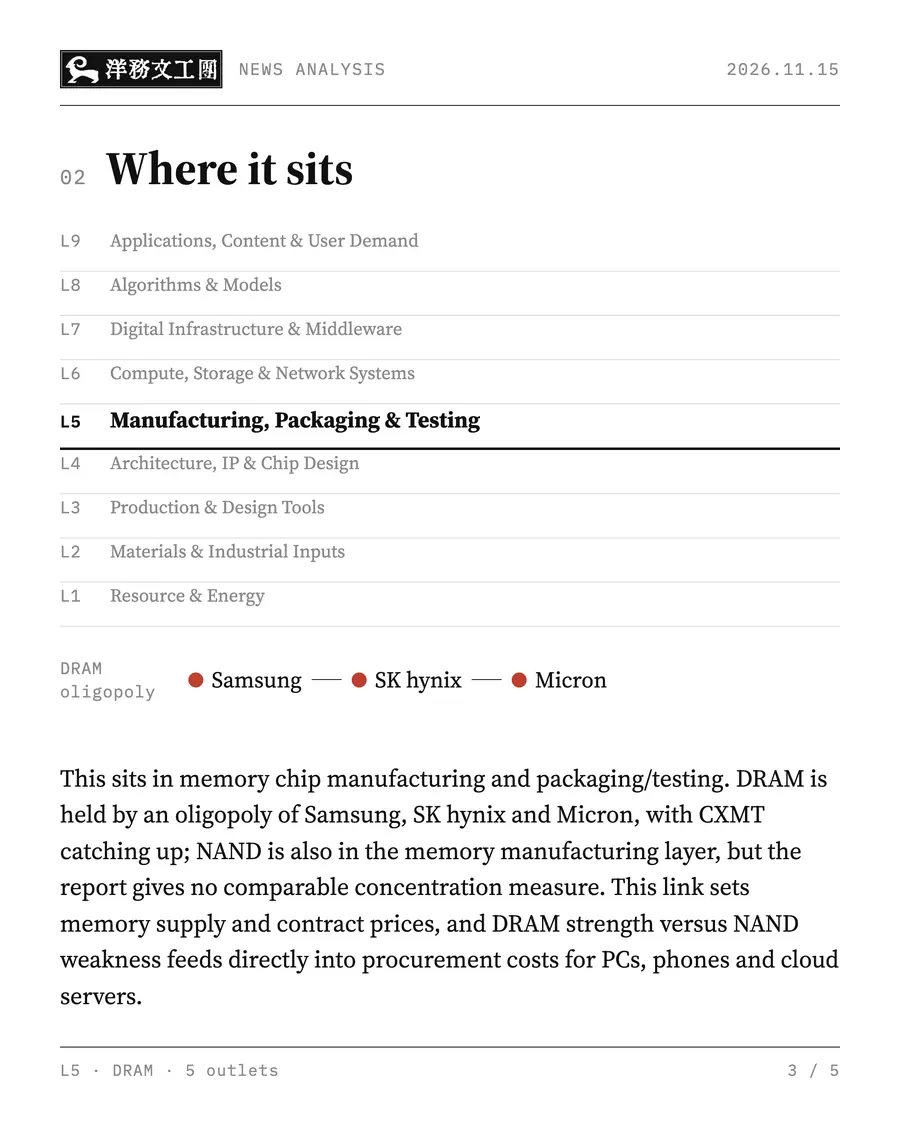 洋務文工團 NEWS ANALYSIS 2026.11.15
02 Where it sits
L9 Applications, Content & User Demand
L8 Algorithms & Models
L7 Digital Infrastructure & Middleware
L6 Compute, Storage & Network Systems
L5 Manufacturing, Packaging & Testing
L4 Architecture, IP & Chip Design
L3 Production & Design Tools
L2 Materials & Industrial Inputs
L1 Resource & Energy
DRAM
oligopoly
Samsung — SK hynix — Micron
This sits in memory chip manufacturing and packaging/testing. DRAM is
held by an oligopoly of Samsung, SK hynix and Micron, with CXMT
catching up; NAND is also in the memory manufacturing layer, but the
report gives no comparable concentration measure. This link sets
memory supply and contract prices, and DRAM strength versus NAND
weakness feeds directly into procurement costs for PCs, phones and cloud
servers.
L5 · DRAM · 5 outlets 3 / 5